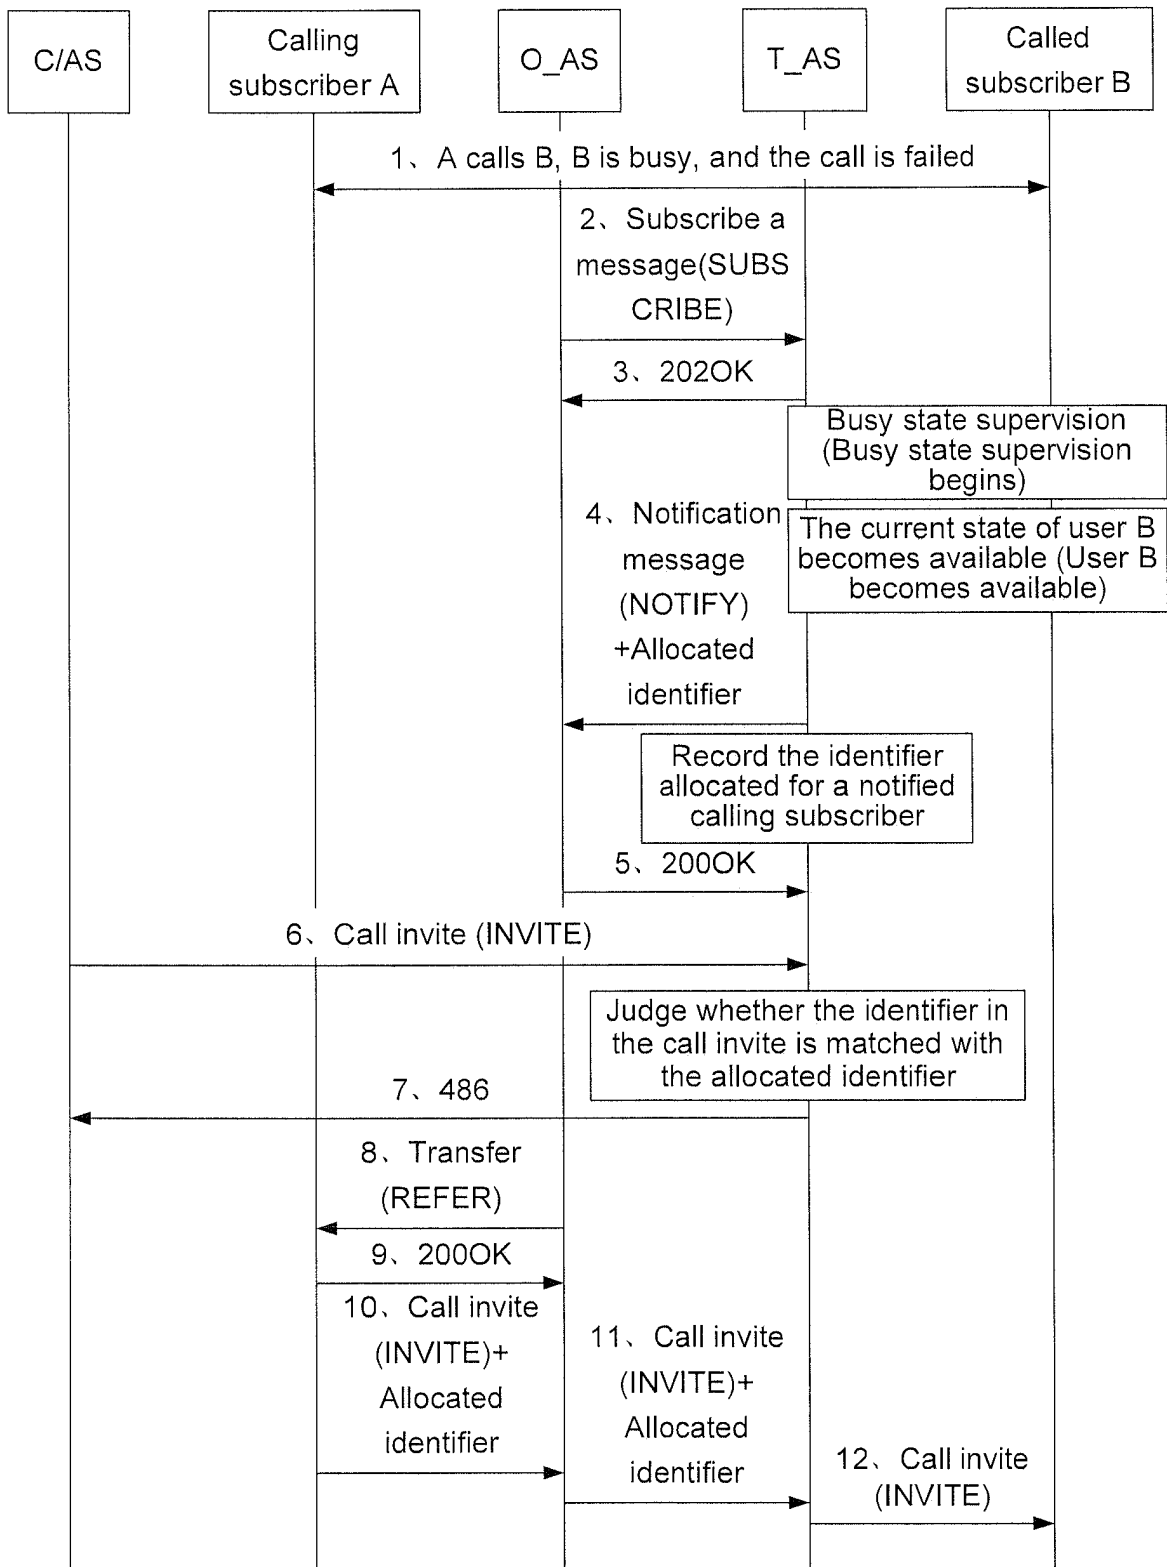 C/AS
Calling
subscriber A
O_AS
T_AS
Called
subscriber B
1、A calls B, B is busy, and the call is failed
2、Subscribe a
message(SUBS
CRIBE)
3、202OK
Busy state supervision
(Busy state supervision
begins)
4、Notification
message
(NOTIFY)
+Allocated
identifier
The current state of user B
becomes available (User B
becomes available)
Record the identifier
allocated for a notified
calling subscriber
5、200OK
6、Call invite (INVITE)
Judge whether the identifier in
the call invite is matched with
the allocated identifier
7、486
8、Transfer
(REFER)
9、200OK
10、Call invite
(INVITE)+
Allocated
identifier
11、Call invite
(INVITE)+
Allocated
identifier
12、Call invite
(INVITE)